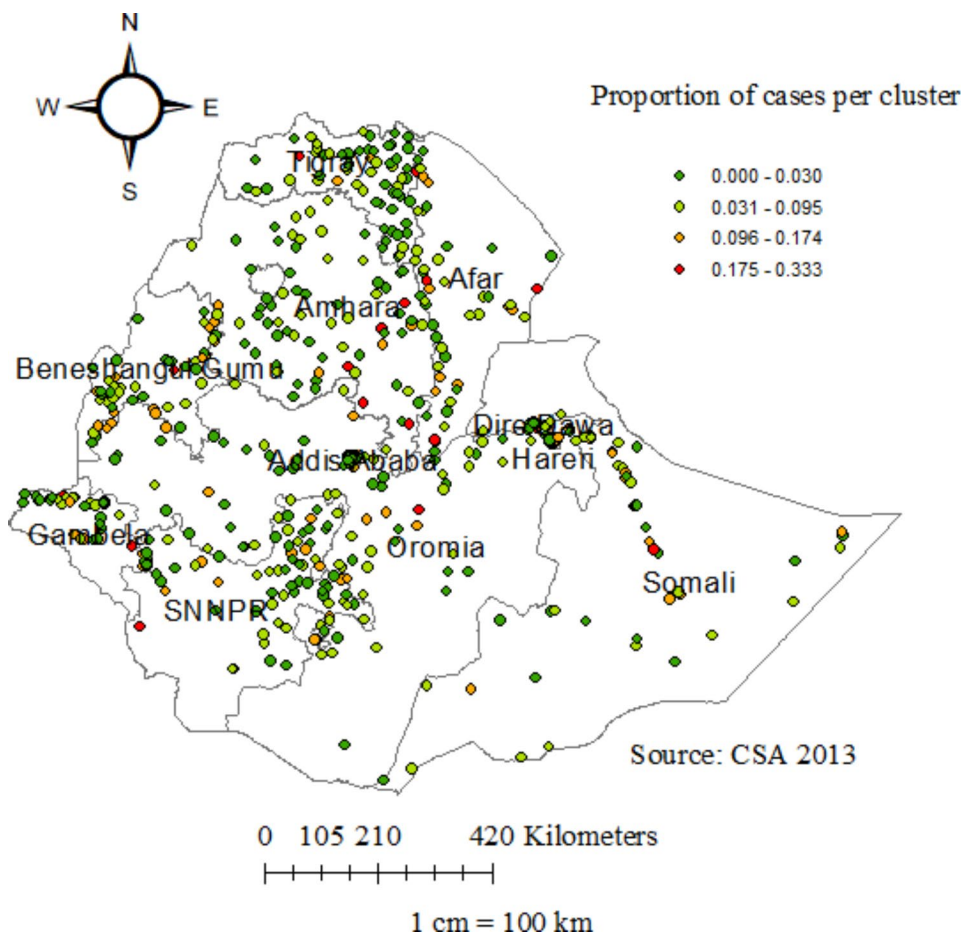 N
W E
S
Proportion of cases per cluster
0.000 - 0.030
0.031 - 0.095
0.096 - 0.174
0.175 - 0.333
Tigray
Afar
Amhara
Beneshangul Gumu
Dire Dawa
Hareri
Addis Ababa
Gambela
Oromia
Somali
SNNPR
Source: CSA 2013
0 105 210 420 Kilometers
1 cm = 100 km